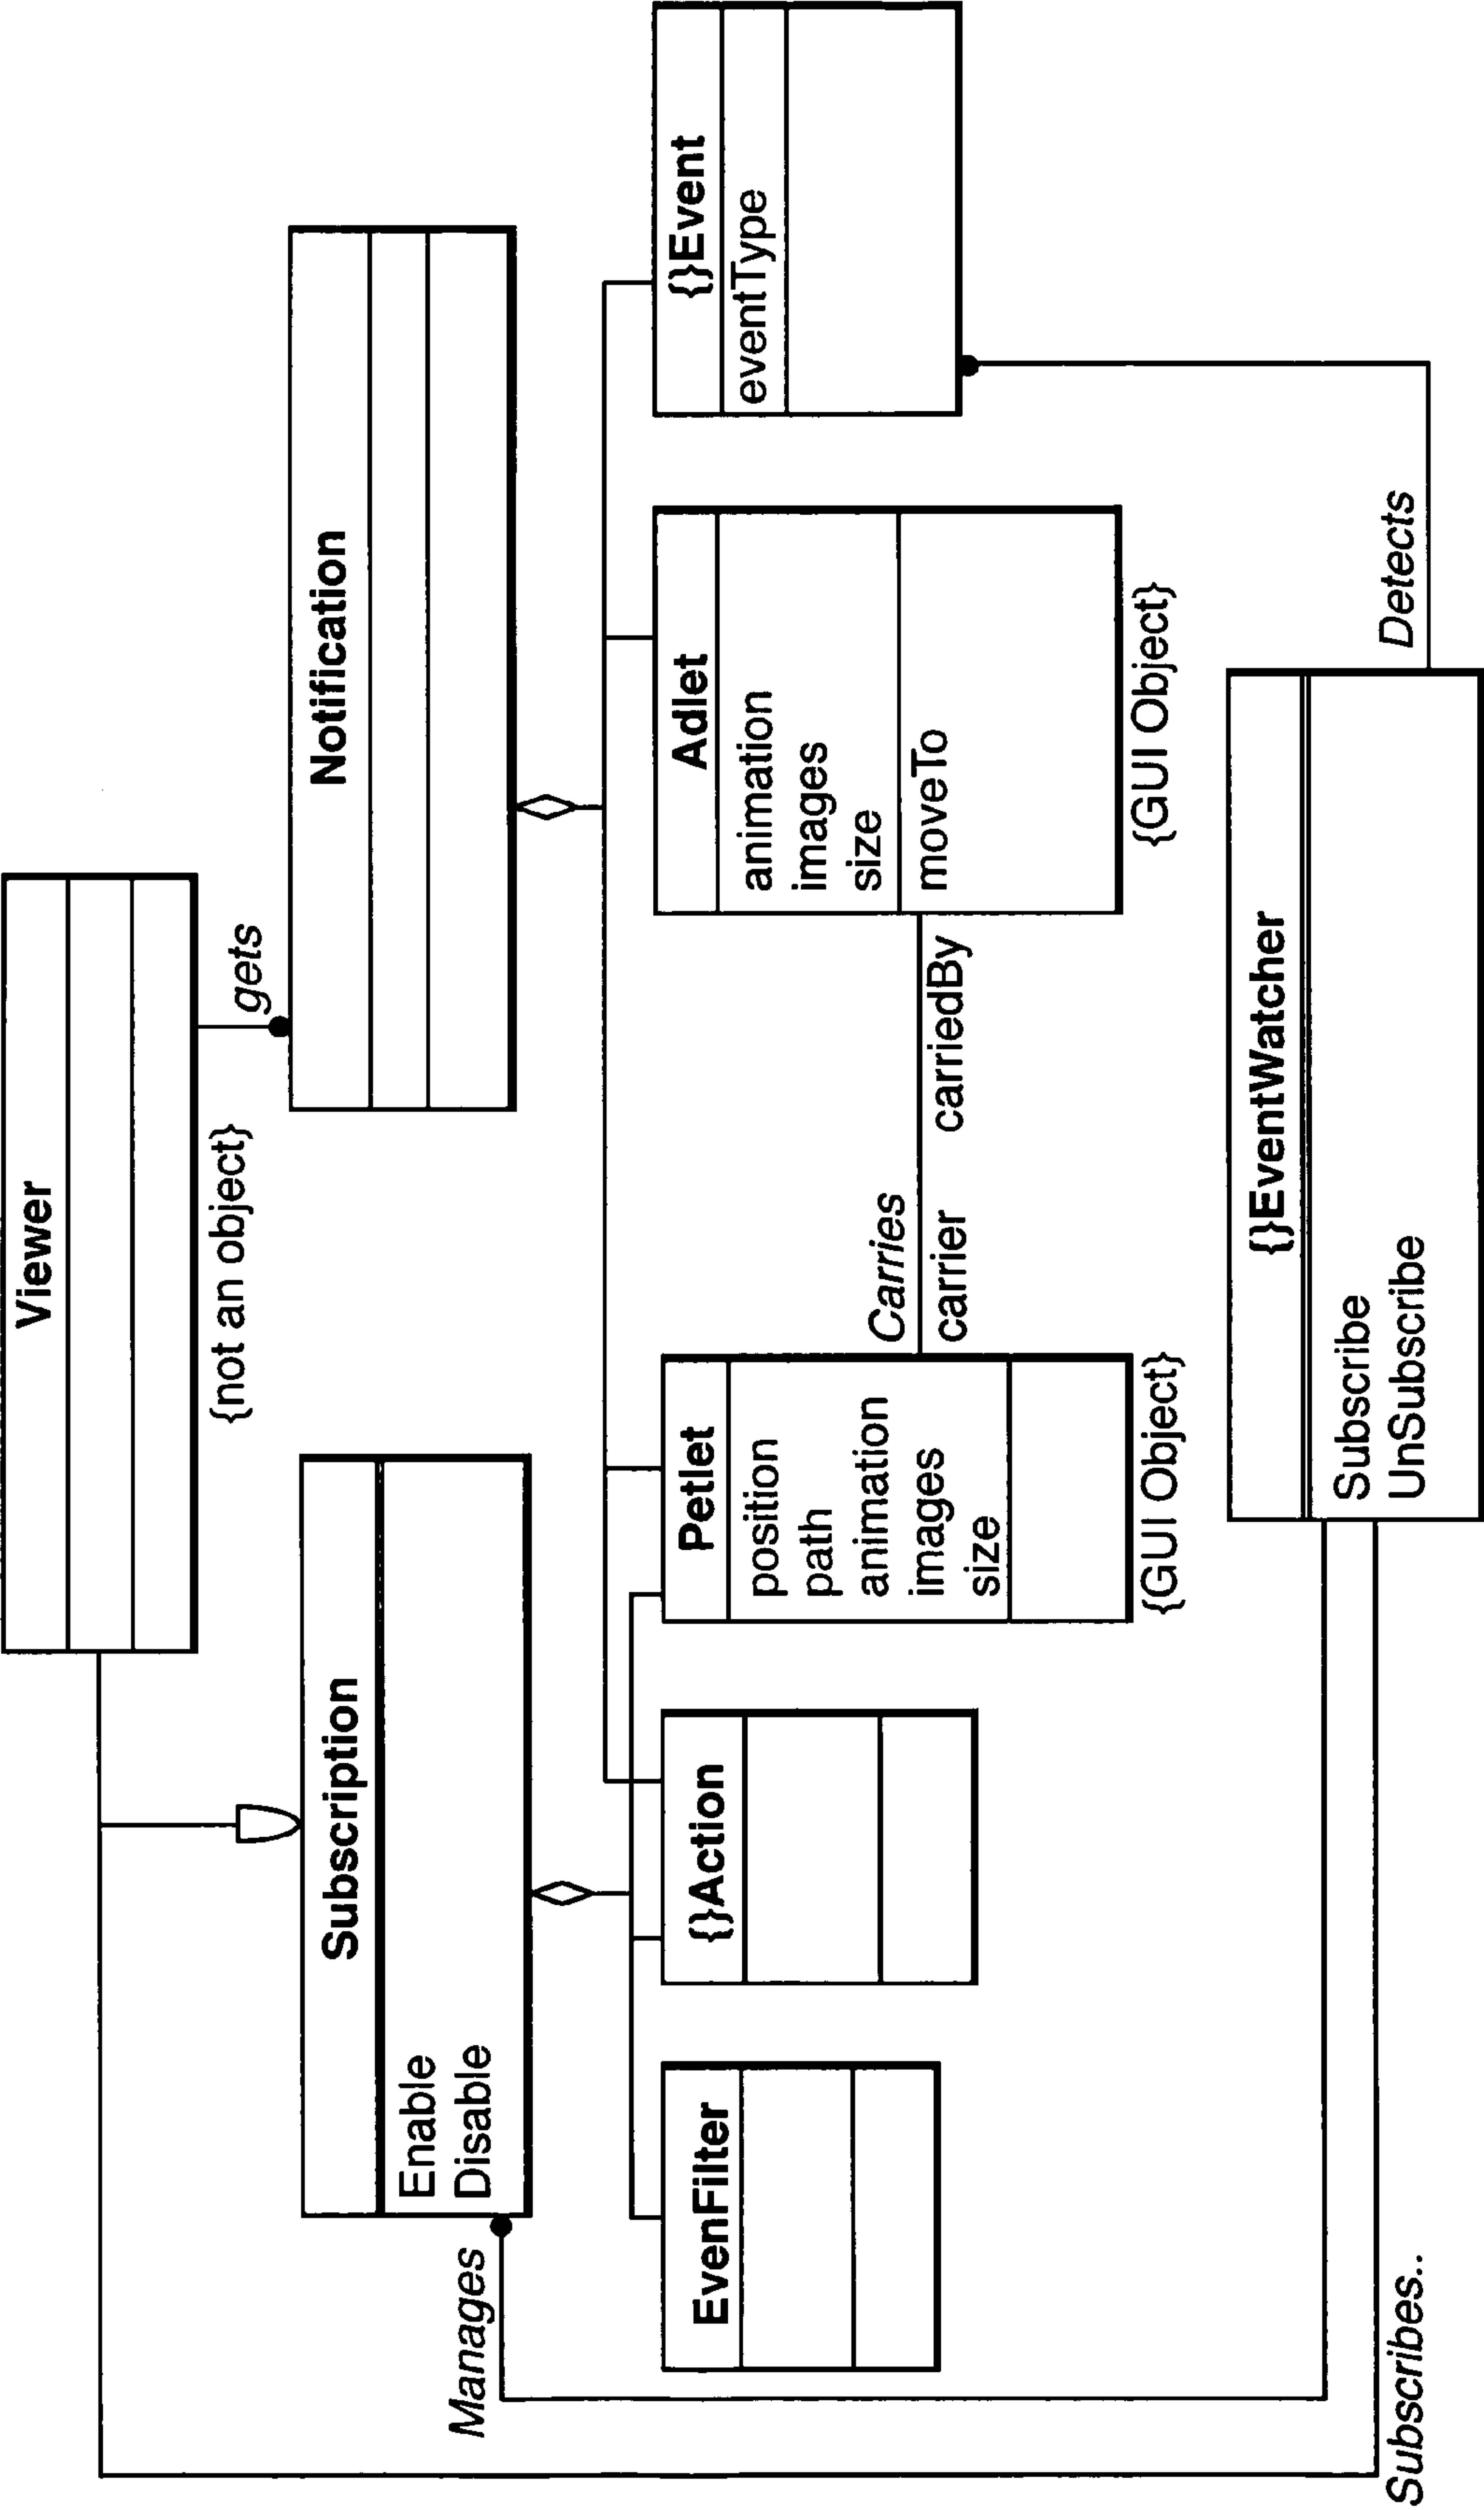 Viewer
{not an object}
gets
Subscription
Enable
Disable
Notification
Manages
EvenFilter
{}Action
Petlet
position
path
animation
images
size
{GUI Object}
Carries
carrier
carriedBy
Adlet
animation
images
size
moveTo
{GUI Object}
{}Event
eventType
{}EventWatcher
Subscribe
UnSubscribe
Detects
Subscribes..